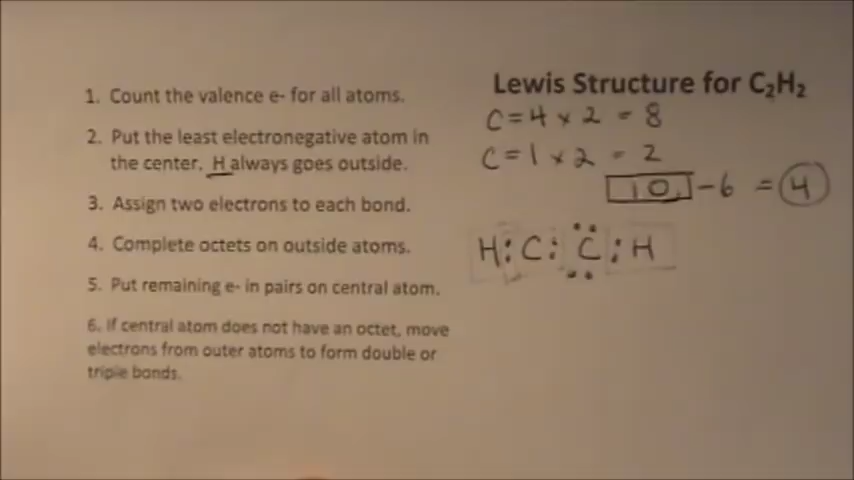 1. Count the valence e- for all atoms.
2. Put the least electronegative atom in
the center. H always goes outside.
3. Assign two electrons to each bond.
4. Complete octets on outside atoms.
5. Put remaining e- in pairs on central atom.
6. If central atom does not have an octet, move
electrons from outer atoms to form double or
triple bonds.
Lewis Structure for C₂H₂
C = 4 × 2 = 8
C = 1 × 2 = 2
10 - 6 = 4
H : C : C : H